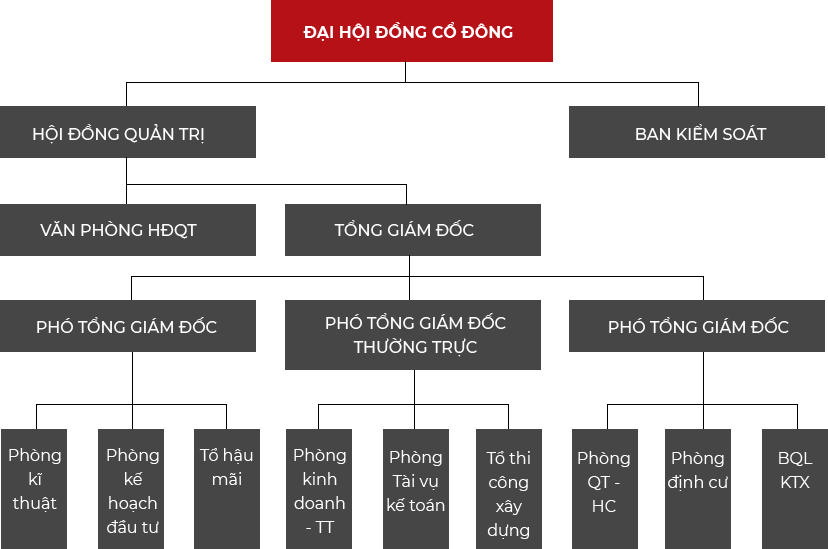 ĐẠI HỘI ĐỒNG CỔ ĐÔNG
HỘI ĐỒNG QUẢN TRỊ
BAN KIỂM SOÁT
VĂN PHÒNG HĐQT
TỔNG GIÁM ĐỐC
PHÓ TỔNG GIÁM ĐỐC
PHÓ TỔNG GIÁM ĐỐC
THƯỜNG TRỰC
PHÓ TỔNG GIÁM ĐỐC
Phòng
kĩ
thuật
Phòng
kế
hoạch
đầu tư
Tổ hậu
mãi
Phòng
kinh
doanh
- TT
Phòng
Tài vụ
kế toán
Tổ thi
công
xây
dựng
Phòng
QT -
HC
Phòng
định cư
BQL
KTX